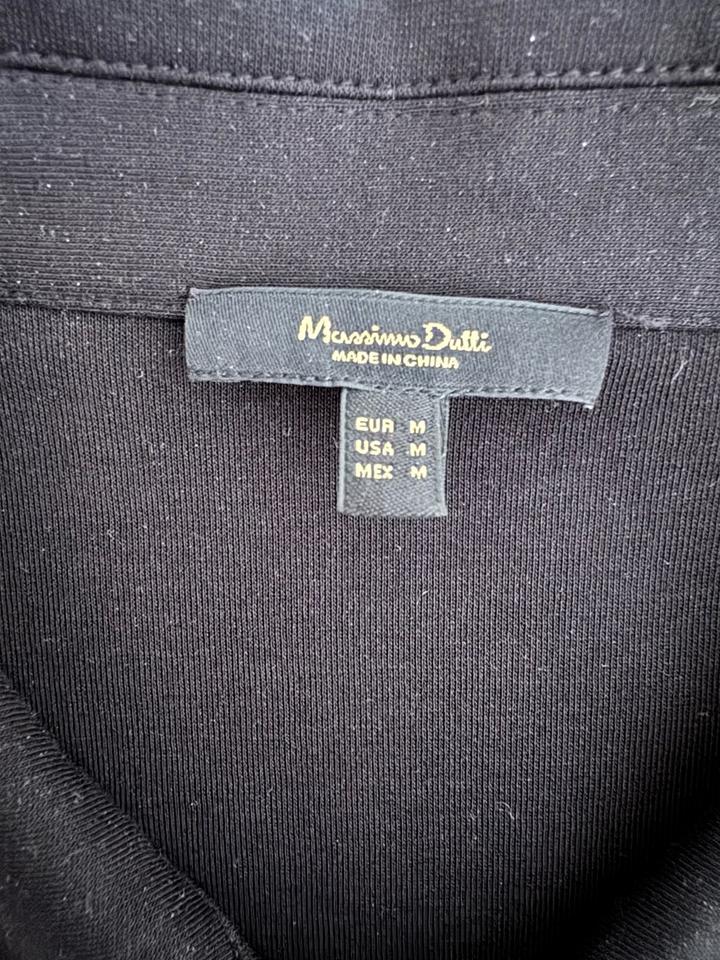 Massimo Dutti
MADE IN CHINA
EUR M
USA M
MEX M